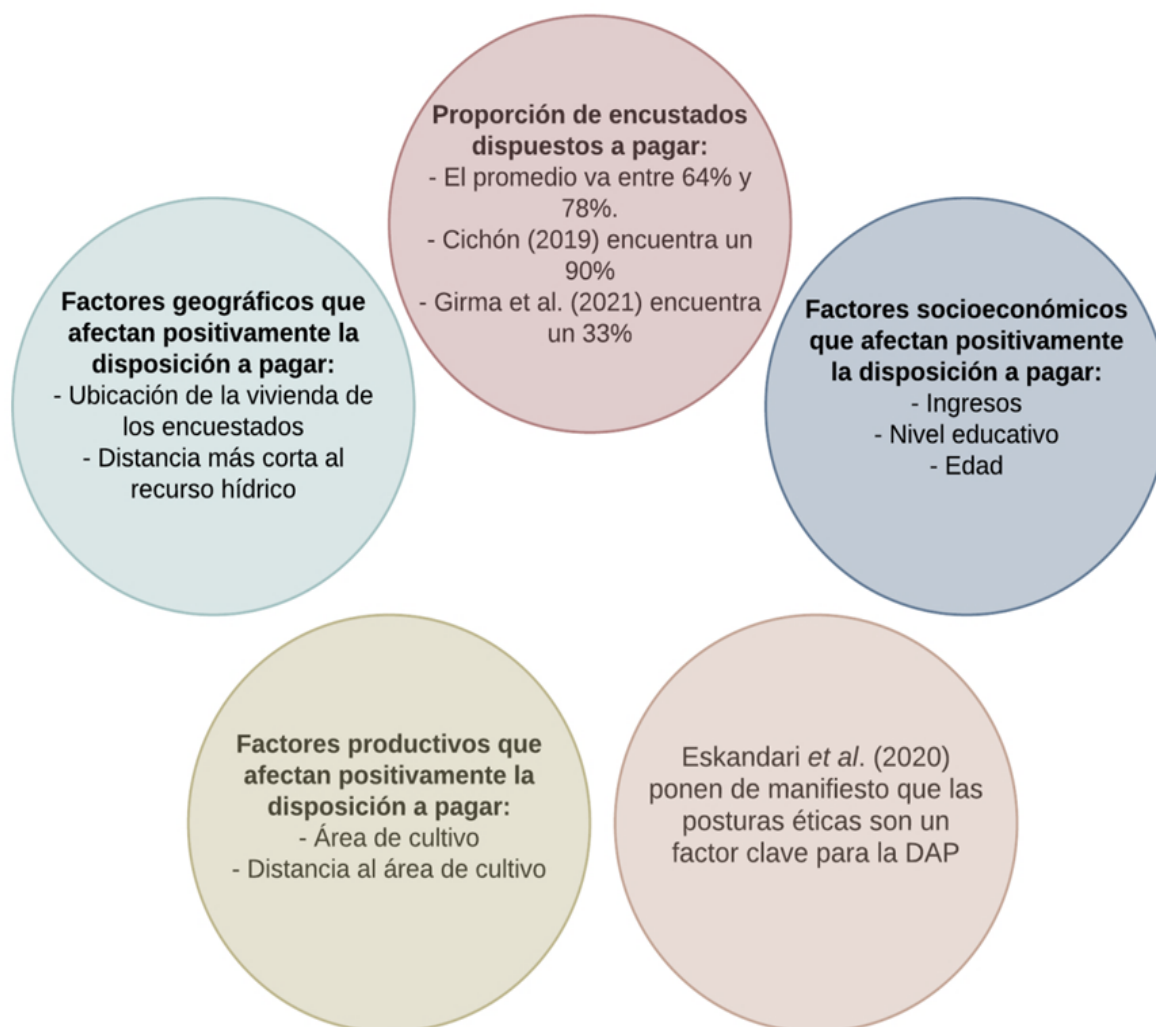 Proporción de encustados
dispuestos a pagar:
- El promedio va entre 64% y
78%.
- Cichón (2019) encuentra un
90%
- Girma et al. (2021) encuentra
un 33%
Factores geográficos que
afectan positivamente la
disposición a pagar:
- Ubicación de la vivienda de
los encuestados
- Distancia más corta al
recurso hídrico
Factores socioeconómicos
que afectan positivamente
la disposición a pagar:
- Ingresos
- Nivel educativo
- Edad
Factores productivos que
afectan positivamente la
disposición a pagar:
- Área de cultivo
- Distancia al área de cultivo
Eskandari et al. (2020)
ponen de manifiesto que las
posturas éticas son un
factor clave para la DAP